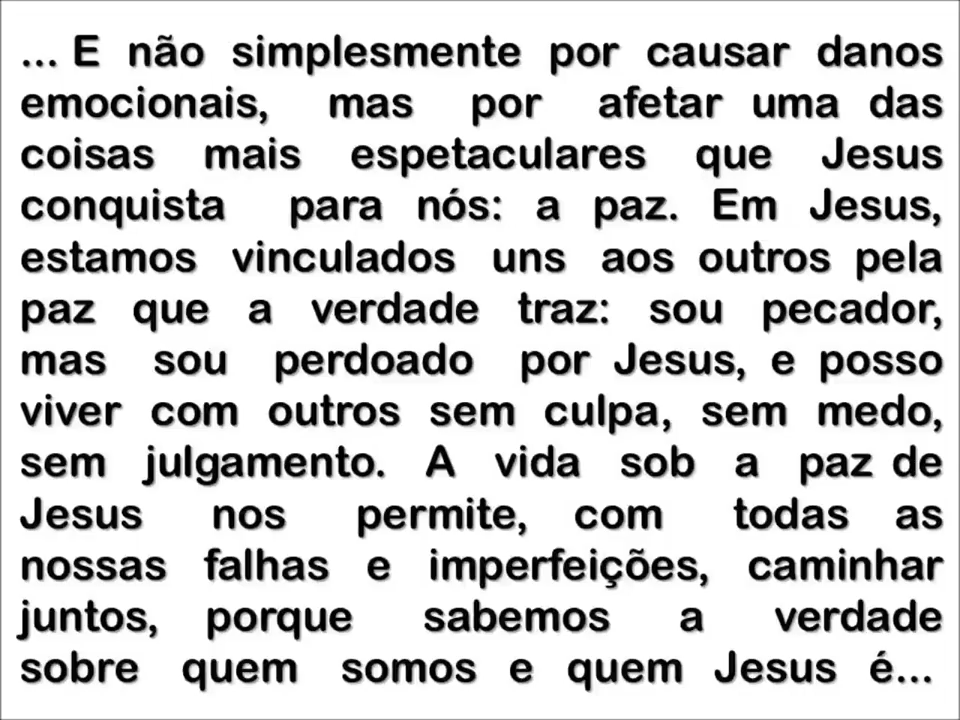 ... E não simplesmente por causar danos
emocionais, mas por afetar uma das
coisas mais espetaculares que Jesus
conquista para nós: a paz. Em Jesus,
estamos vinculados uns aos outros pela
paz que a verdade traz: sou pecador,
mas sou perdoado por Jesus, e posso
viver com outros sem culpa, sem medo,
sem julgamento. A vida sob a paz de
Jesus nos permite, com todas as
nossas falhas e imperfeições, caminhar
juntos, porque sabemos a verdade
sobre quem somos e quem Jesus é...